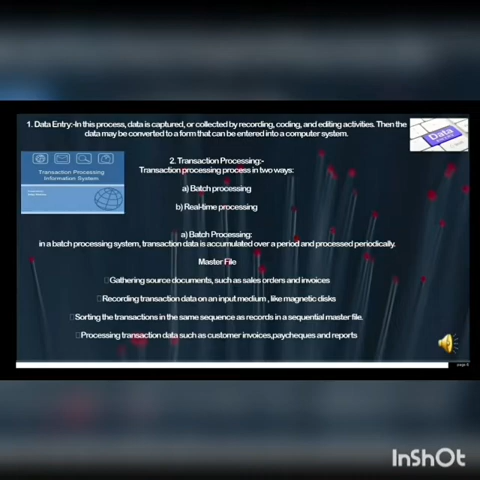 1. Data Entry:-In this process, data is captured, or collected by recording, coding, and editing activities. Then the
data may be converted to a form that can be entered into a computer system.
Data
Transaction Processing
Information System
2. Transaction Processing:-
Transaction processing process in two ways:
a) Batch processing
b) Real-time processing
a) Batch Processing:
in a batch processing system, transaction data is accumulated over a period and processed periodically.
Master File
Gathering source documents, such as sales orders and invoices
Recording transaction data on an input medium , like magnetic disks
Sorting the transactions in the same sequence as records in a sequential master file.
Processing transaction data such as customer invoices,paycheques and reports
InShOt